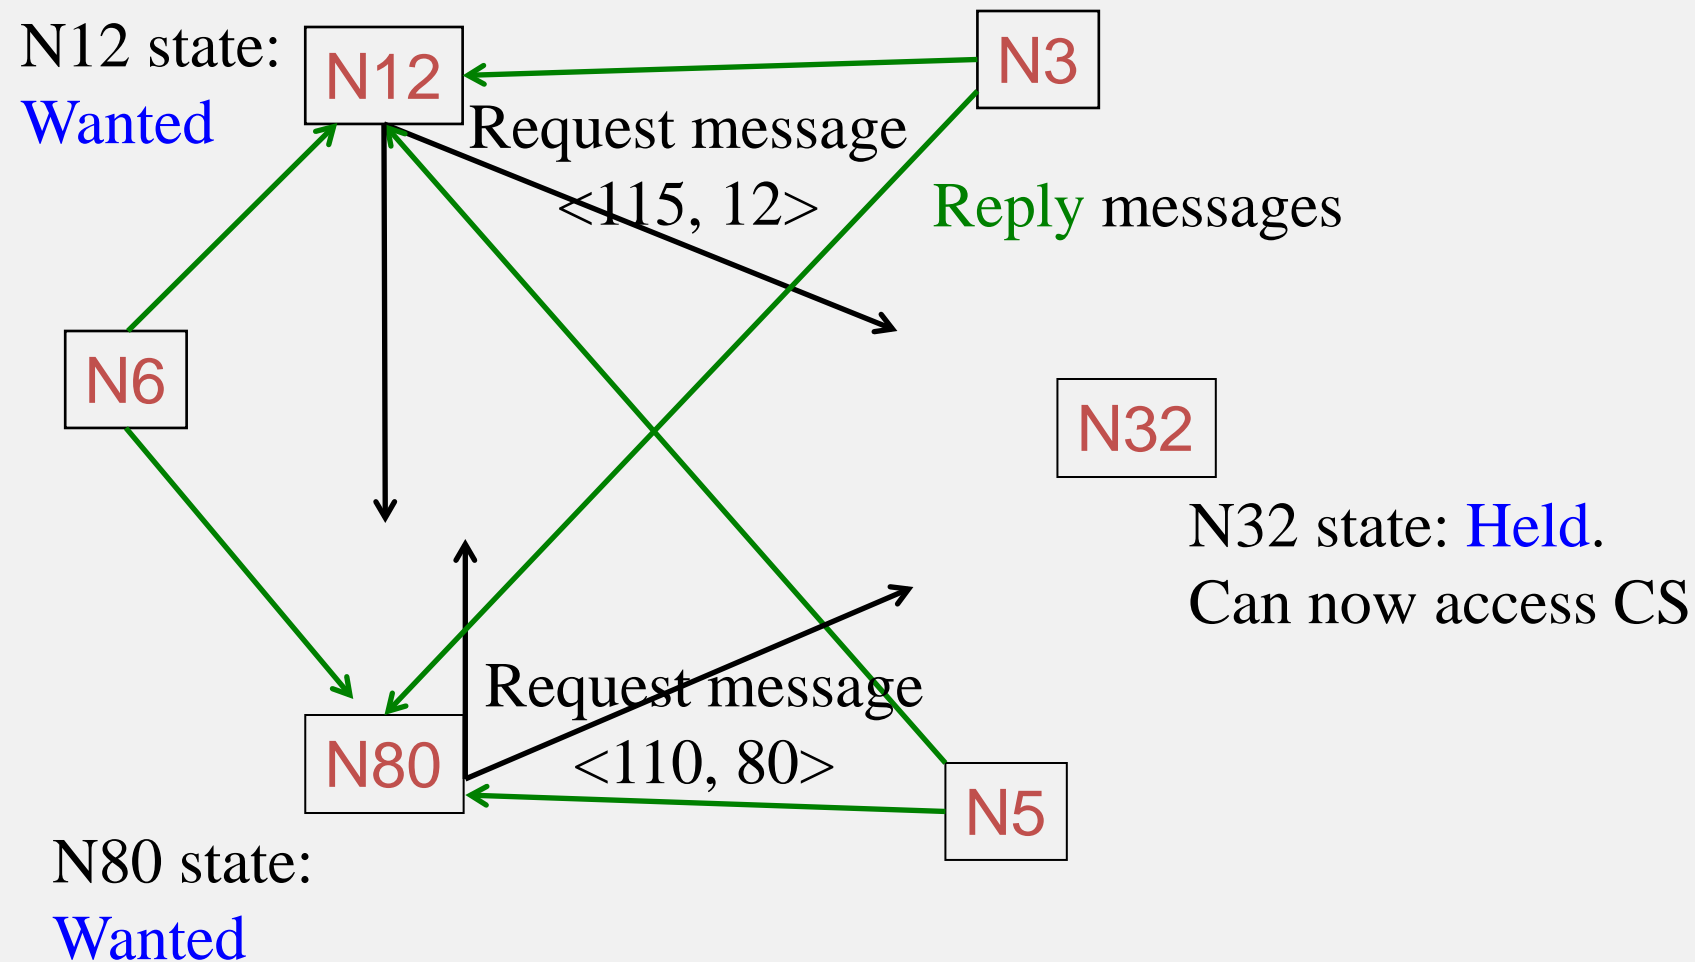 N12 state:
Wanted
N12
N3
Request message
<115, 12>
Reply messages
N6
N32
N32 state: Held.
Can now access CS
Request message
<110, 80>
N80
N5
N80 state:
Wanted